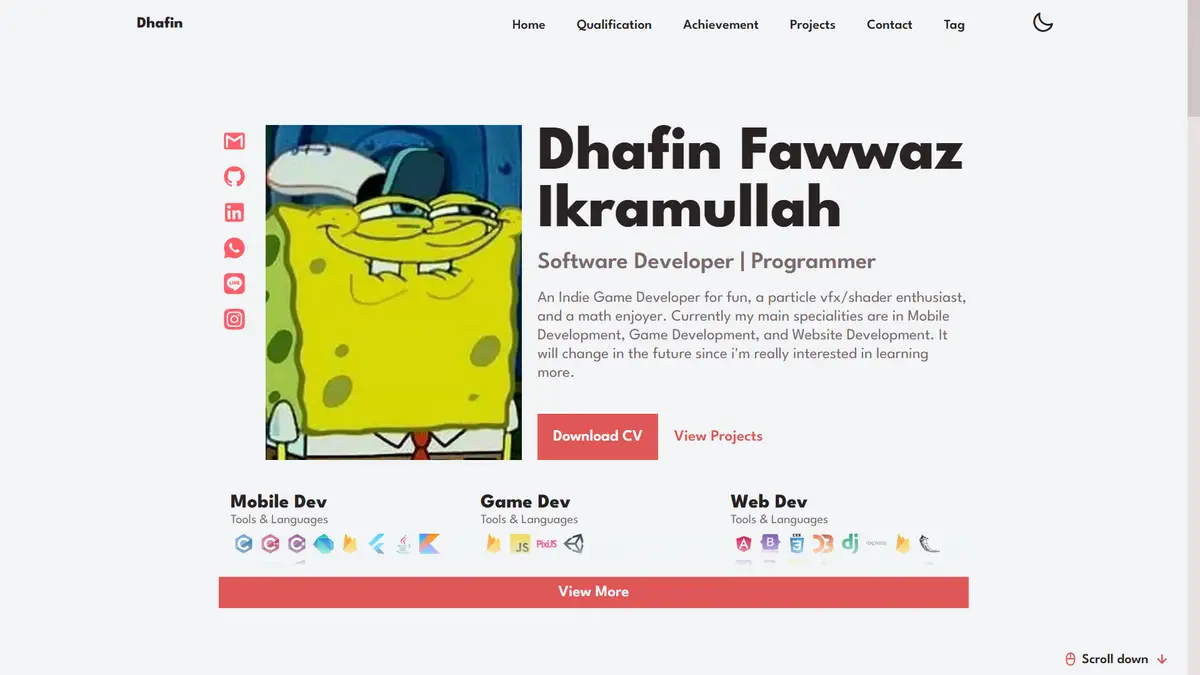 Dhafin
Home
Qualification
Achievement
Projects
Contact
Tag
Dhafin Fawwaz
Ikramullah
Software Developer | Programmer
An Indie Game Developer for fun, a particle vfx/shader enthusiast,
and a math enjoyer. Currently my main specialities are in Mobile
Development, Game Development, and Website Development. It
will change in the future since i'm really interested in learning
more.
Download CV
View Projects
Mobile Dev
Tools & Languages
Game Dev
Tools & Languages
JS
PixiJS
Web Dev
Tools & Languages
View More
Scroll down